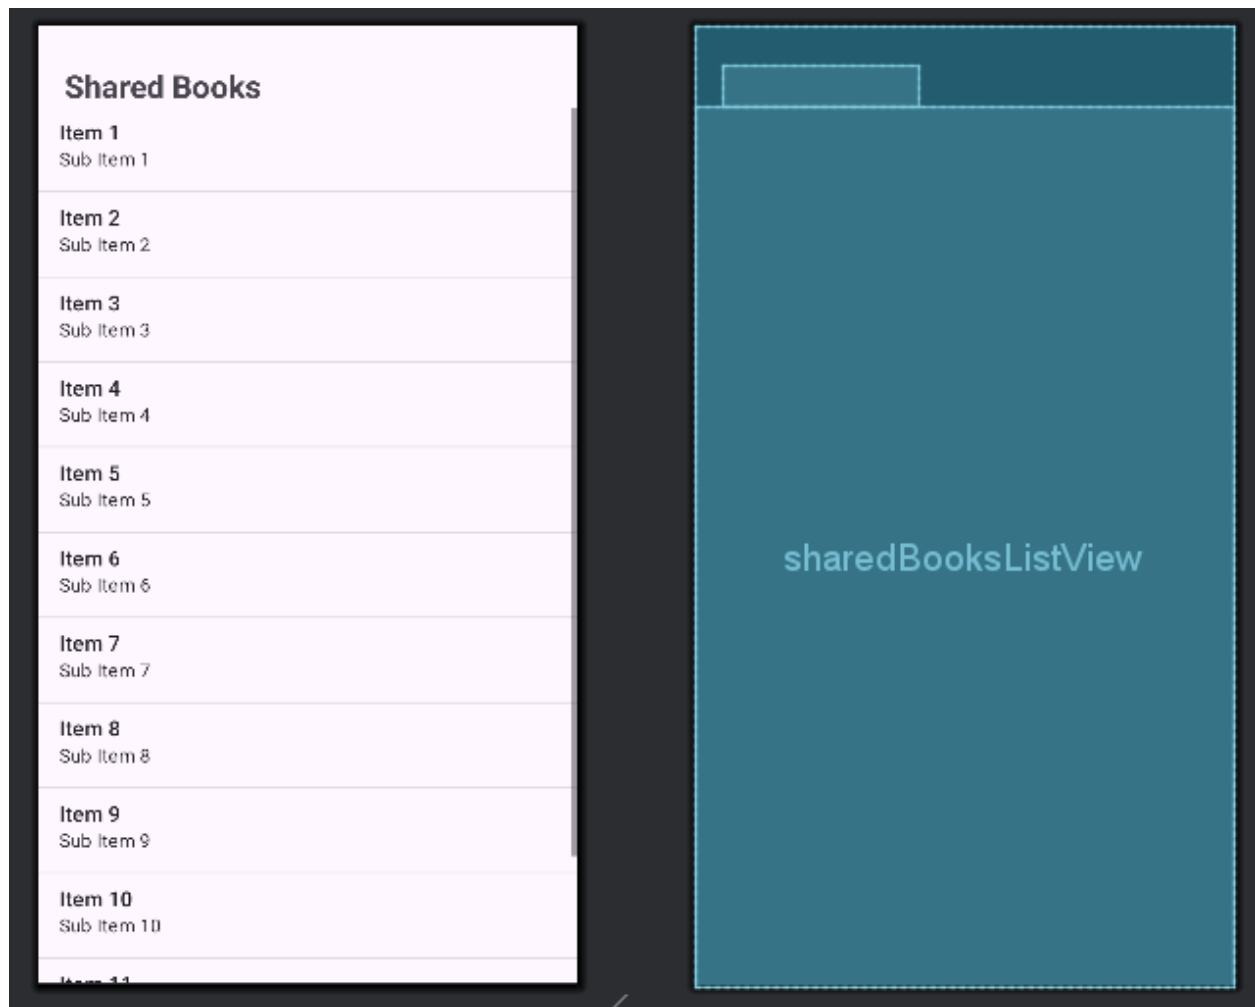 Shared Books
Item 1
Sub Item 1
Item 2
Sub Item 2
Item 3
Sub Item 3
Item 4
Sub Item 4
Item 5
Sub Item 5
Item 6
Sub Item 6
Item 7
Sub Item 7
Item 8
Sub Item 8
Item 9
Sub Item 9
Item 10
Sub Item 10
Item 11
sharedBooksListView